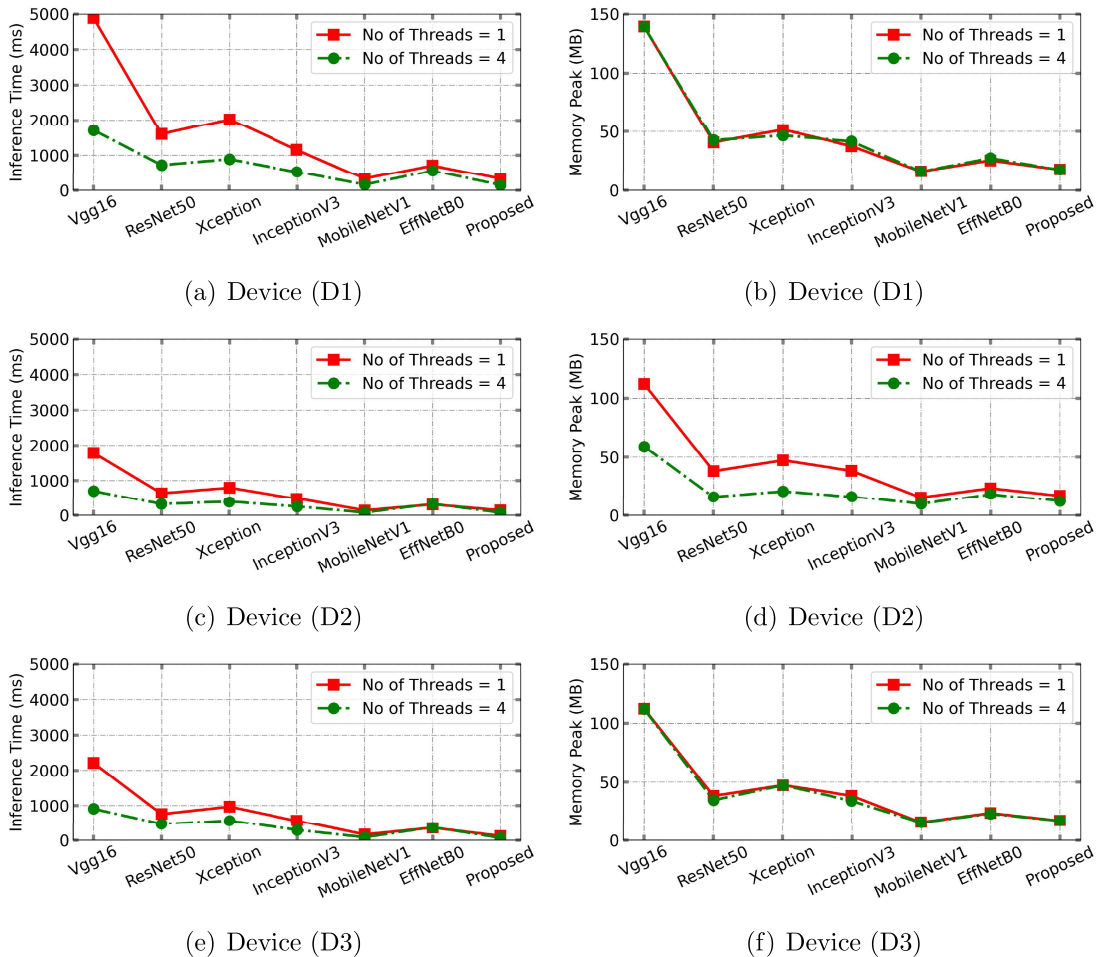 Inference Time (ms)
5000
4000
3000
2000
1000
0
No of Threads = 1
No of Threads = 4
Vgg16
ResNet50
Xception
InceptionV3
MobileNetV1
EffNetB0
Proposed
(a) Device (D1)
Memory Peak (MB)
150
100
50
0
No of Threads = 1
No of Threads = 4
Vgg16
ResNet50
Xception
InceptionV3
MobileNetV1
EffNetB0
Proposed
(b) Device (D1)
Inference Time (ms)
5000
4000
3000
2000
1000
0
No of Threads = 1
No of Threads = 4
Vgg16
ResNet50
Xception
InceptionV3
MobileNetV1
EffNetB0
Proposed
(c) Device (D2)
Memory Peak (MB)
150
100
50
0
No of Threads = 1
No of Threads = 4
Vgg16
ResNet50
Xception
InceptionV3
MobileNetV1
EffNetB0
Proposed
(d) Device (D2)
Inference Time (ms)
5000
4000
3000
2000
1000
0
No of Threads = 1
No of Threads = 4
Vgg16
ResNet50
Xception
InceptionV3
MobileNetV1
EffNetB0
Proposed
(e) Device (D3)
Memory Peak (MB)
150
100
50
0
No of Threads = 1
No of Threads = 4
Vgg16
ResNet50
Xception
InceptionV3
MobileNetV1
EffNetB0
Proposed
(f) Device (D3)